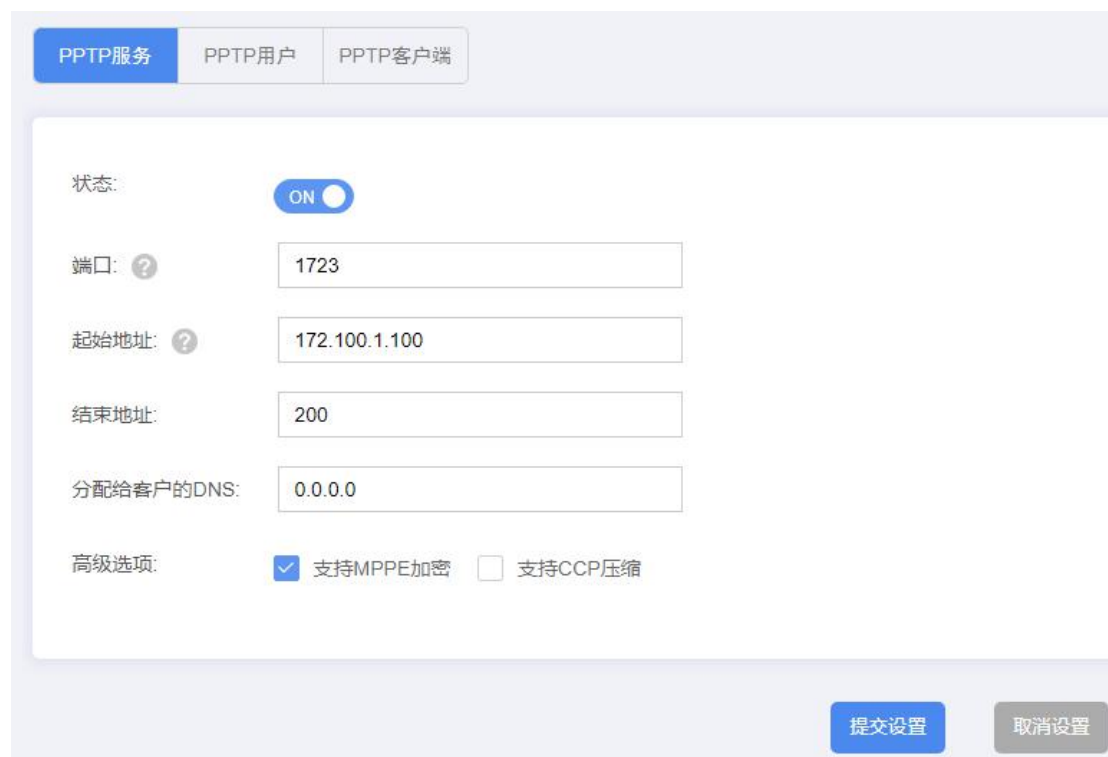 PPTP服务 PPTP用户 PPTP客户端
状态: ON
端口: ? 1723
起始地址: ? 172.100.1.100
结束地址: 200
分配给客户的DNS: 0.0.0.0
高级选项: 支持MPPE加密 支持CCP压缩
提交设置 取消设置